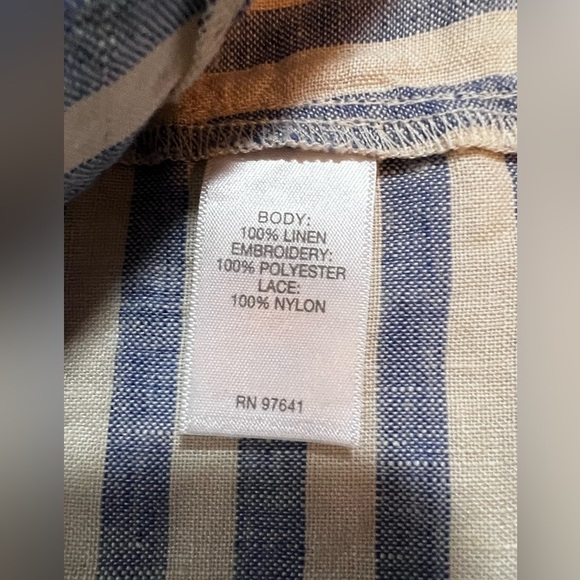 BODY:
100% LINEN
EMBROIDERY:
100% POLYESTER
LACE:
100% NYLON
RN 97641